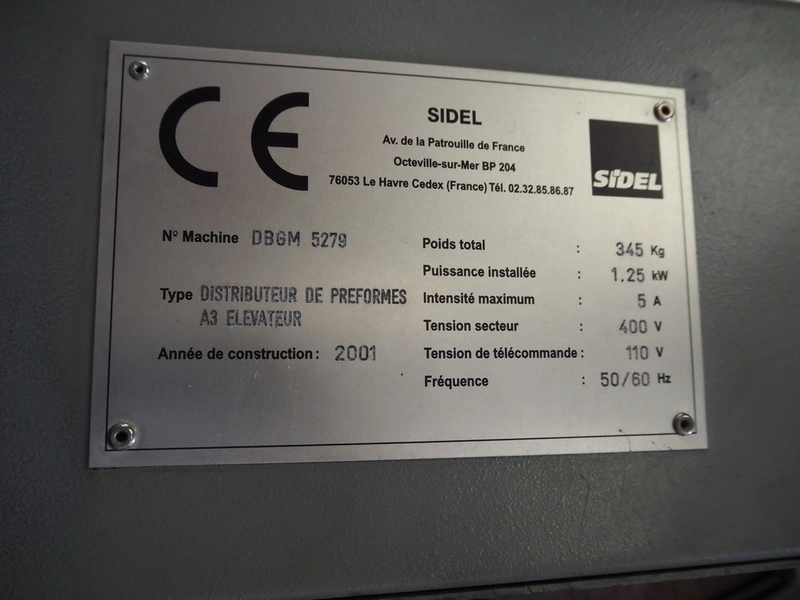 CE
SIDEL
Av. de la Patrouille de France
Octeville-sur-Mer BP 204
76053 Le Havre Cedex (France) Tél. 02.32.85.86.87
SIDEL
Nº Machine DBGM 5279
Type DISTRIBUTEUR DE PREFORMES
A3 ELEVATEUR
Année de construction : 2001
Poids total : 345 Kg
Puissance installée : 1.25 kW
Intensité maximum : 5 A
Tension secteur : 400 V
Tension de télécommande : 110 V
Fréquence : 50/60 Hz